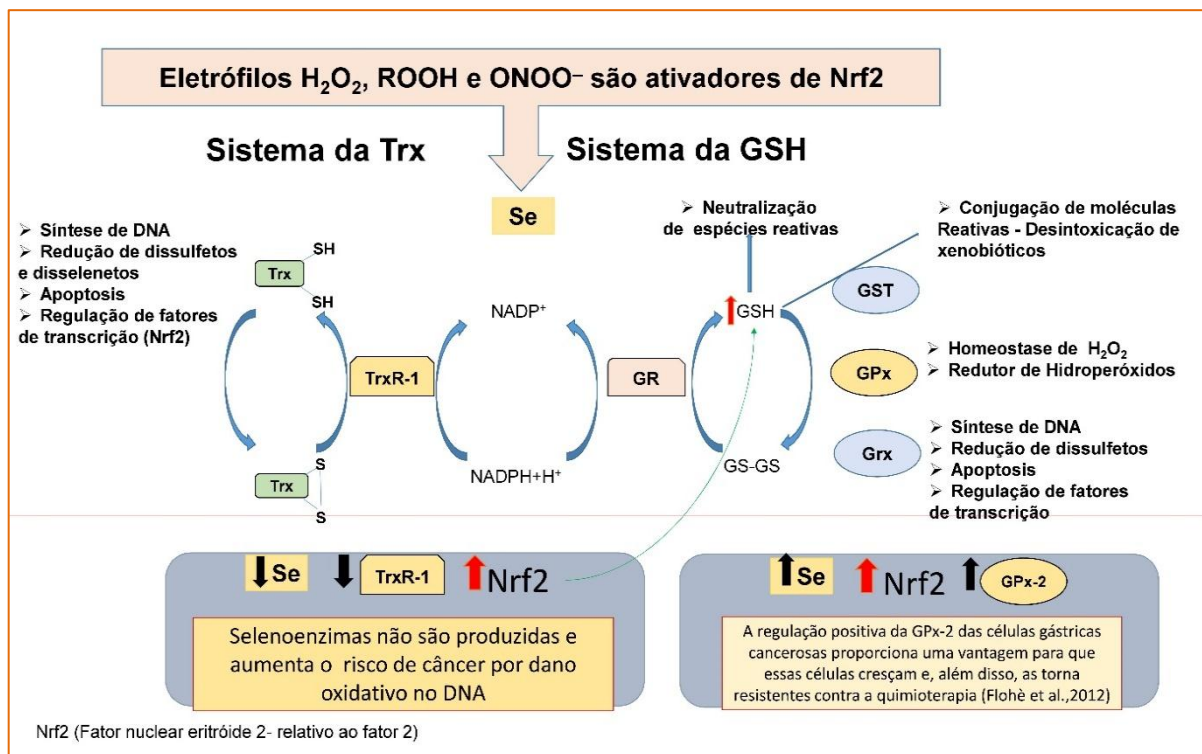 Eletrófilos H₂O₂, ROOH e ONOO⁻ são ativadores de Nrf2
Sistema da Trx
Sistema da GSH
Se
➢ Síntese de DNA
➢ Redução de dissulfetos
e disselenetos
➢ Apoptosis
➢ Regulação de fatores
de transcrição (Nrf2)
SH
Trx
SH
TrxR-1
S
Trx
S
NADP⁺
NADPH+H⁺
GR
➢ Neutralização
de espécies reativas
GSH
GS-GS
➢ Conjugação de moléculas
Reativas - Desintoxicação de
xenobióticos
GST
GPx
➢ Homeostase de H₂O₂
➢ Redutor de Hidroperóxidos
Grx
➢ Síntese de DNA
➢ Redução de dissulfetos
➢ Apoptosis
➢ Regulação de fatores
de transcrição
Se TrxR-1 Nrf2
Selenoenzimas não são produzidas e
aumenta o risco de câncer por dano
oxidativo no DNA
Se Nrf2 GPx-2
A regulação positiva da GPx-2 das células gástricas
cancerosas proporciona uma vantagem para que
essas células cresçam e, além disso, as torna
resistentes contra a quimioterapia (Flohè et al.,2012)
Nrf2 (Fator nuclear eritróide 2- relativo ao fator 2)